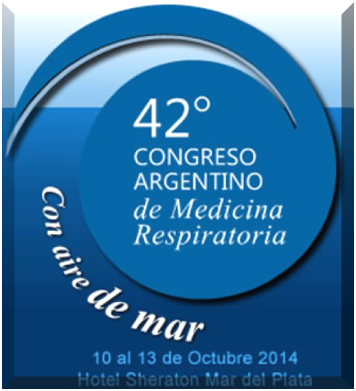 42°
CONGRESO
ARGENTINO
de Medicina
Respiratoria
Con aire de mar
10 al 13 de Octubre 2014
Hotel Sheraton Mar del Plata